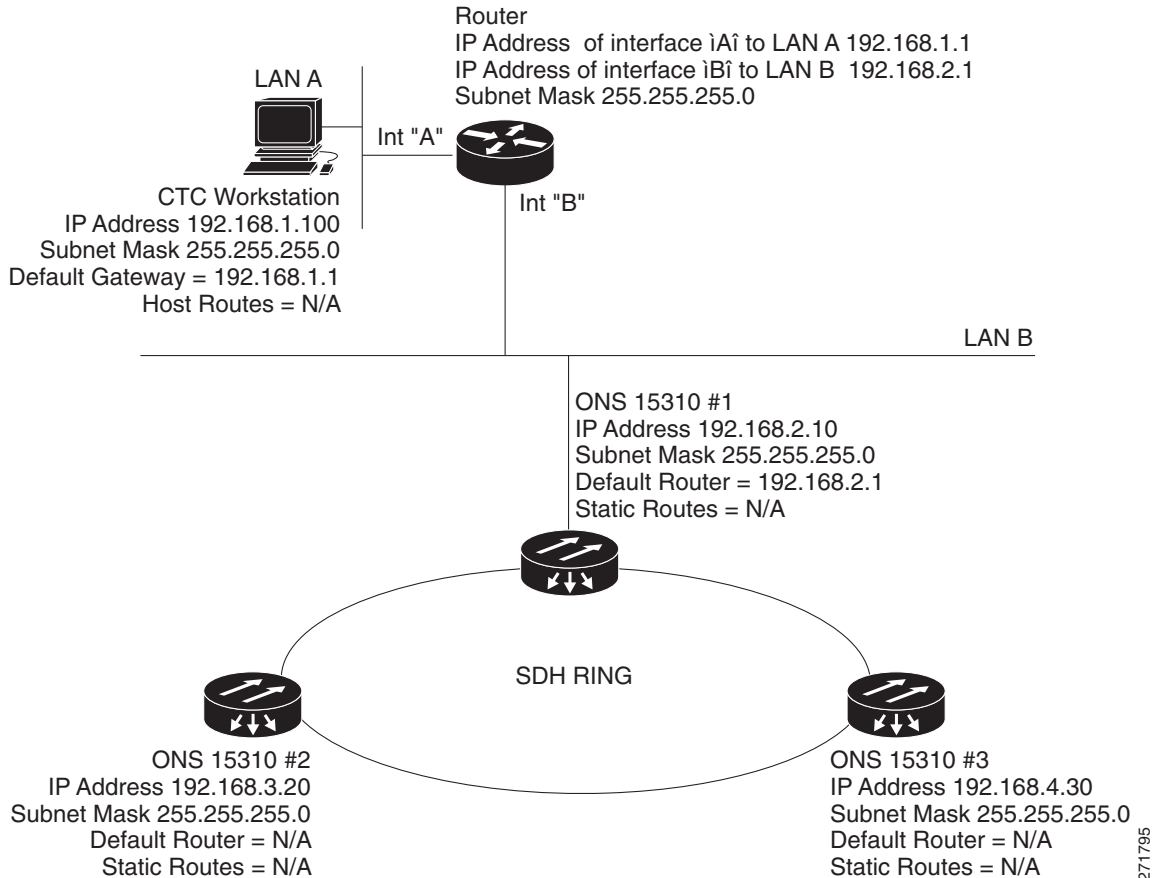 Router
IP Address  of interface ìAî to LAN A 192.168.1.1
IP Address of interface ìBî to LAN B  192.168.2.1
Subnet Mask 255.255.255.0
LAN A
Int "A"
CTC Workstation
IP Address 192.168.1.100
Subnet Mask 255.255.255.0
Default Gateway = 192.168.1.1
Host Routes = N/A
Int "B"
LAN B
ONS 15310 #1
IP Address 192.168.2.10
Subnet Mask 255.255.255.0
Default Router = 192.168.2.1
Static Routes = N/A
SDH RING
ONS 15310 #2
IP Address 192.168.3.20
Subnet Mask 255.255.255.0
Default Router = N/A
Static Routes = N/A
ONS 15310 #3
IP Address 192.168.4.30
Subnet Mask 255.255.255.0
Default Router = N/A
Static Routes = N/A
271795